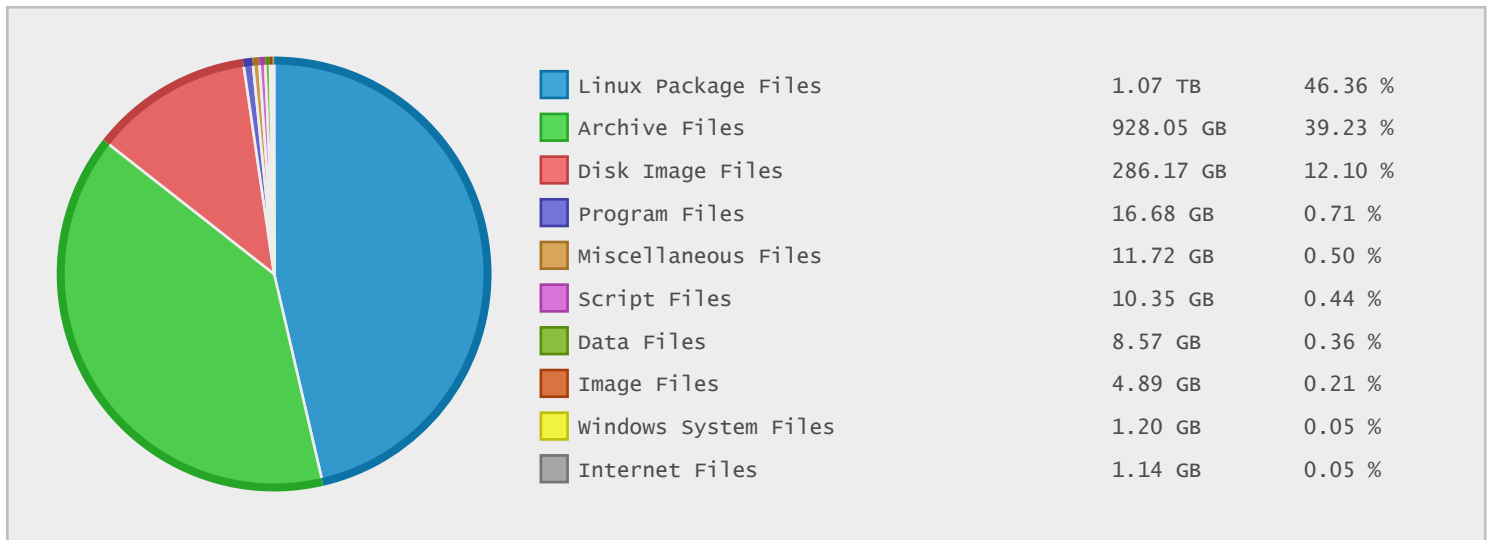 Linux Package Files 1.07 TB 46.36 %
Archive Files 928.05 GB 39.23 %
Disk Image Files 286.17 GB 12.10 %
Program Files 16.68 GB 0.71 %
Miscellaneous Files 11.72 GB 0.50 %
Script Files 10.35 GB 0.44 %
Data Files 8.57 GB 0.36 %
Image Files 4.89 GB 0.21 %
Windows System Files 1.20 GB 0.05 %
Internet Files 1.14 GB 0.05 %